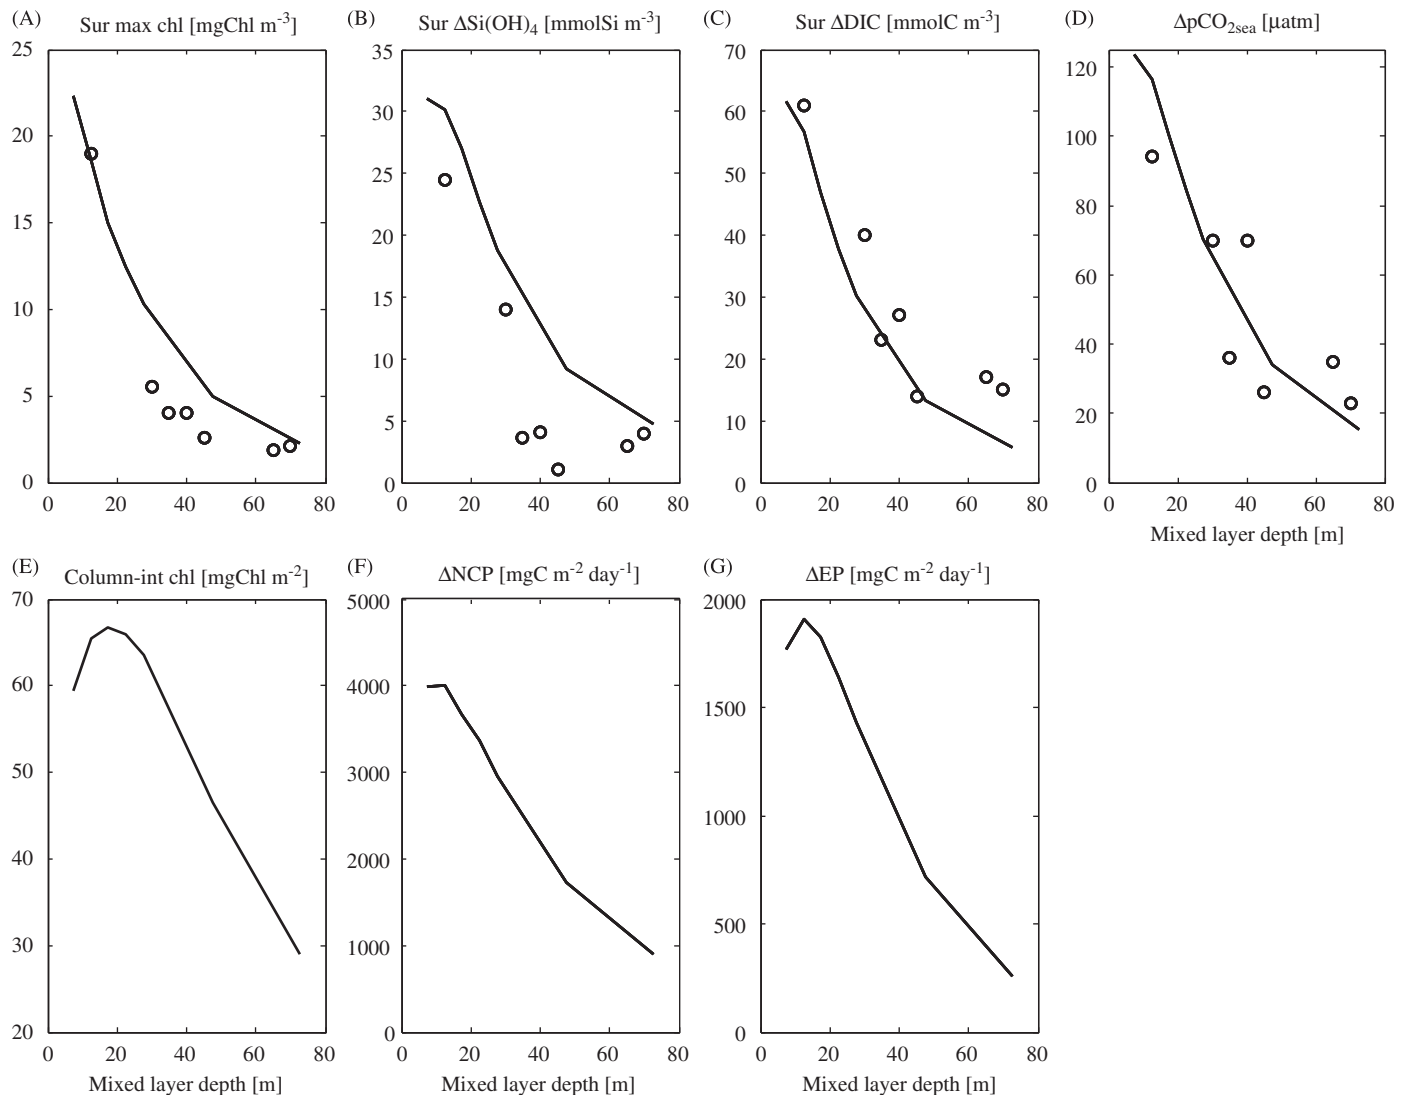 (A) Sur max chl [mgChl m-3]
25
20
15
10
5
0
0 20 40 60 80
(B) Sur ΔSi(OH)4 [mmolSi m-3]
35
30
25
20
15
10
5
0
0 20 40 60 80
(C) Sur ΔDIC [mmolC m-3]
70
60
50
40
30
20
10
0
0 20 40 60 80
(D) ΔpCO2sea [µatm]
120
100
80
60
40
20
0
0 20 40 60 80
Mixed layer depth [m]
(E) Column-int chl [mgChl m-2]
70
60
50
40
30
20
0 20 40 60 80
Mixed layer depth [m]
(F) ΔNCP [mgC m-2 day-1]
5000
4000
3000
2000
1000
0
0 20 40 60 80
Mixed layer depth [m]
(G) ΔEP [mgC m-2 day-1]
2000
1500
1000
500
0
0 20 40 60 80
Mixed layer depth [m]